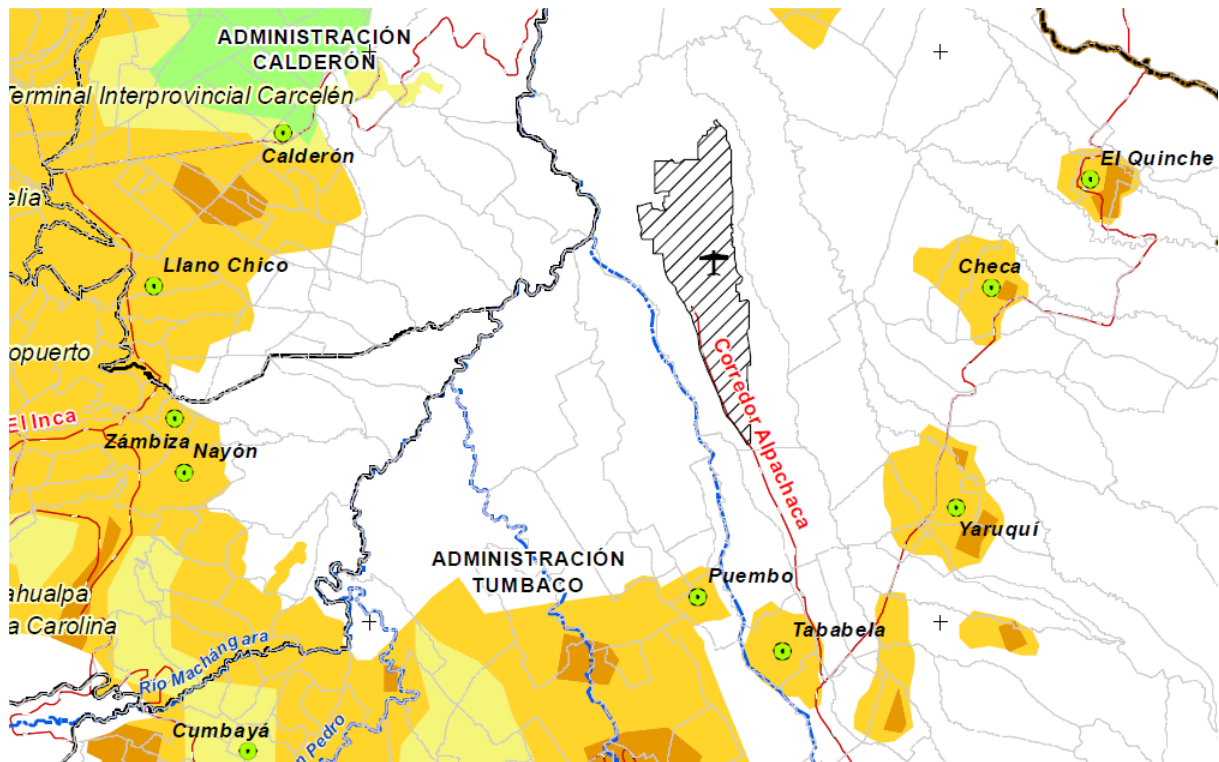 ADMINISTRACIÓN
CALDERÓN
Terminal Interprovincial Carcelén
Calderón
El Quinche
elia
Llano Chico
Checa
opuerto
Corredor Alpachaca
El Inca
Zámbiza
Nayón
Yaruquí
ADMINISTRACIÓN
TUMBACO
Puembo
ahualpa
a Carolina
Tababela
Río Machángara
Cumbayá
n Pedro